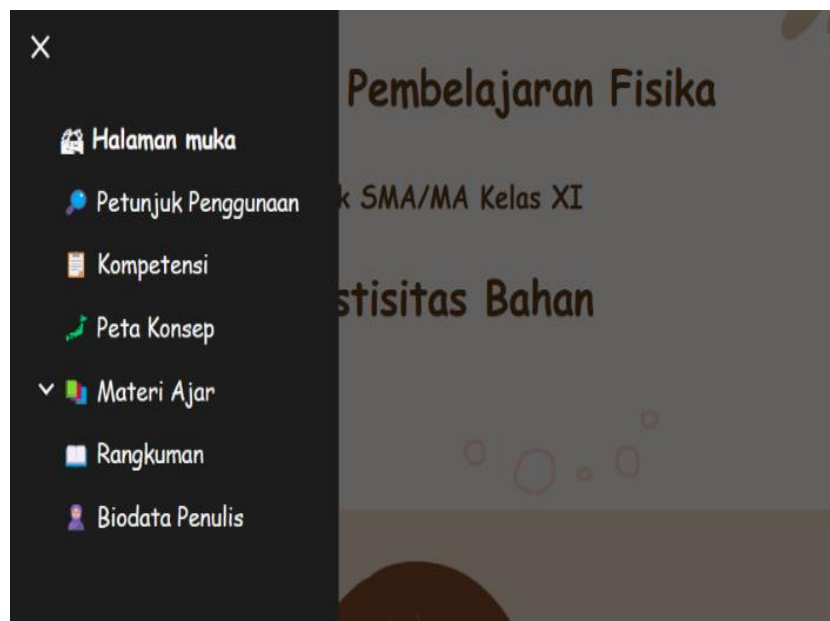 Halaman muka
Petunjuk Penggunaan
Kompetensi
Peta Konsep
Materi Ajar
Rangkuman
Biodata Penulis
Pembelajaran Fisika
k SMA/MA Kelas XI
stisitas Bahan